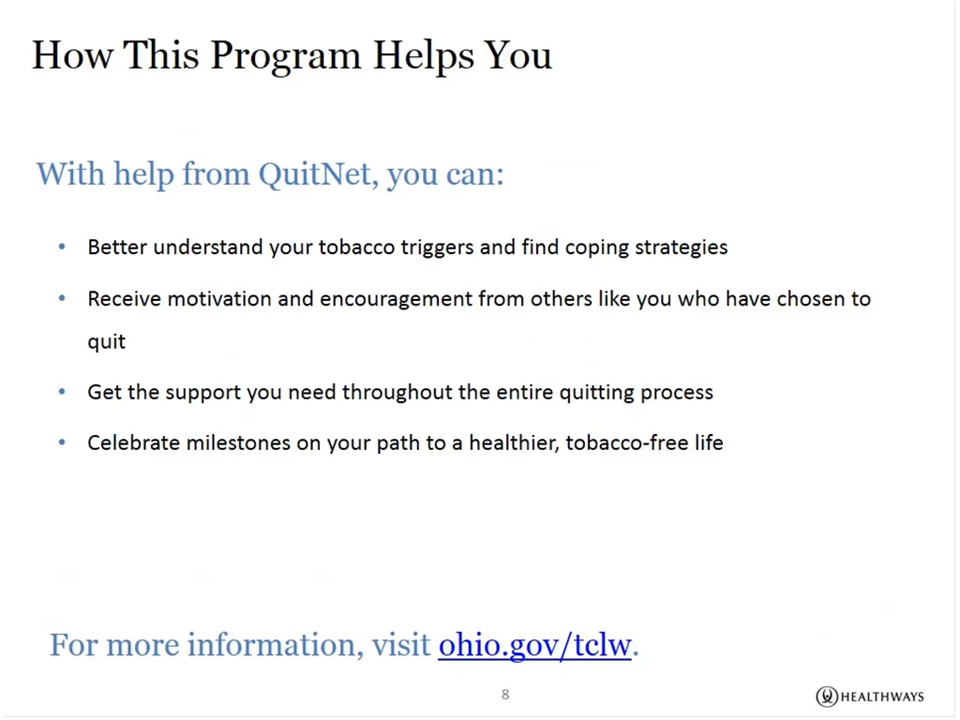 How This Program Helps You
With help from QuitNet, you can:
• Better understand your tobacco triggers and find coping strategies
• Receive motivation and encouragement from others like you who have chosen to
quit
• Get the support you need throughout the entire quitting process
• Celebrate milestones on your path to a healthier, tobacco-free life
For more information, visit ohio.gov/tclw.
8
HEALTHWAYS